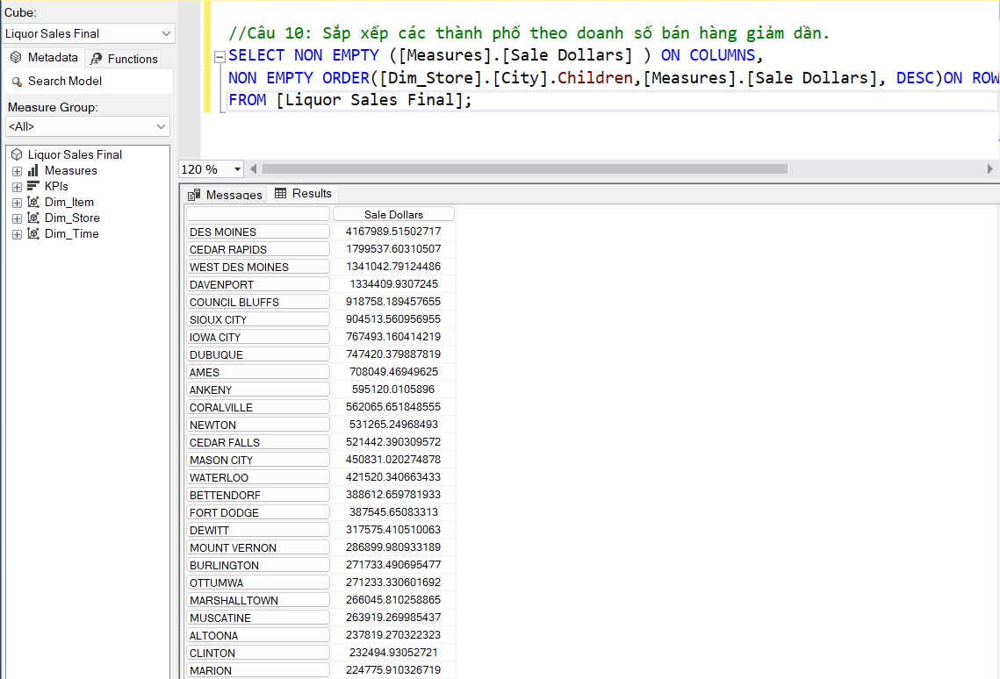 Cube:
Liquor Sales Final
Metadata
Functions
Search Model
Measure Group:
<All>
Liquor Sales Final
Measures
KPIs
Dim_Item
Dim_Store
Dim_Time
//Câu 10: Sắp xếp các thành phố theo doanh số bán hàng giảm dần.
SELECT NON EMPTY ([Measures].[Sale Dollars] ) ON COLUMNS,
NON EMPTY ORDER([Dim_Store].[City].Children,[Measures].[Sale Dollars], DESC)ON ROW
FROM [Liquor Sales Final];
120 %
Messages
Results
Sale Dollars
DES MOINES 4167989.51502717
CEDAR RAPIDS 1799537.60310507
WEST DES MOINES 1341042.79124486
DAVENPORT 1334409.9307245
COUNCIL BLUFFS 918758.189457655
SIOUX CITY 904513.560956955
IOWA CITY 767493.160414219
DUBUQUE 747420.379887819
AMES 708049.46949625
ANKENY 595120.0105896
CORALVILLE 562065.651848555
NEWTON 531265.24968493
CEDAR FALLS 521442.390309572
MASON CITY 450831.020274878
WATERLOO 421520.340663433
BETTENDORF 388612.659781933
FORT DODGE 387545.65083313
DEWITT 317575.410510063
MOUNT VERNON 286899.980933189
BURLINGTON 271733.490695477
OTTUMWA 271233.330601692
MARSHALLTOWN 266045.810258865
MUSCATINE 263919.269985437
ALTOONA 237819.270322323
CLINTON 232494.93052721
MARION 224775.910326719